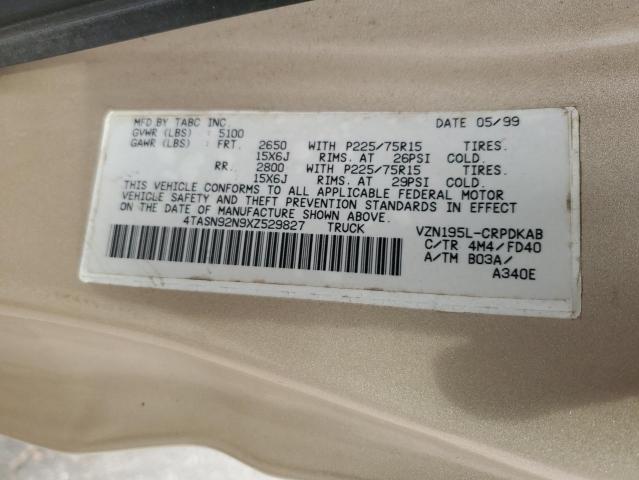 MFD BY TABC INC. DATE 05/99
GVWR (LBS) : 5100
GAWR (LBS) : FRT. 2650 WITH P225/75R15 TIRES.
15X6J RIMS. AT 26PSI COLD.
RR. 2800 WITH P225/75R15 TIRES.
15X6J RIMS. AT 29PSI COLD.
THIS VEHICLE CONFORMS TO ALL APPLICABLE FEDERAL MOTOR
VEHICLE SAFETY AND THEFT PREVENTION STANDARDS IN EFFECT
ON THE DATE OF MANUFACTURE SHOWN ABOVE.
4TASN92N9XZ529827 TRUCK VZN195L-CRPDKAB
C/TR 4M4/FD40
A/TM B03A/
A340E